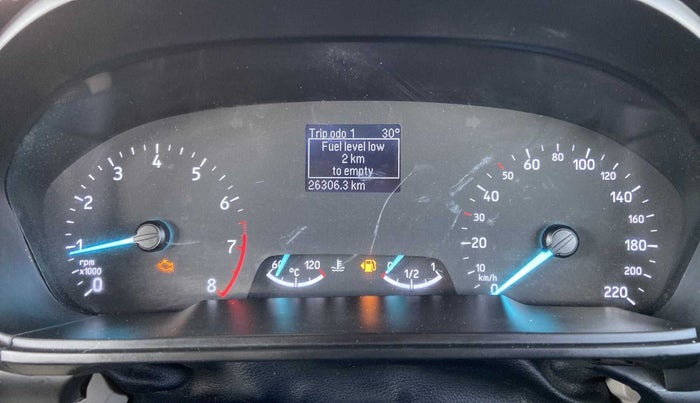 Trip odo 1 30°
Fuel level low
2 km
to empty
26306.3 km
0 1 2 3 4 5 6 7 8
rpm
x1000
60 120
°C
0 1/2 1
0 10 20 30 40 50 60 80 100 120 140 160 180 200 220
km/h